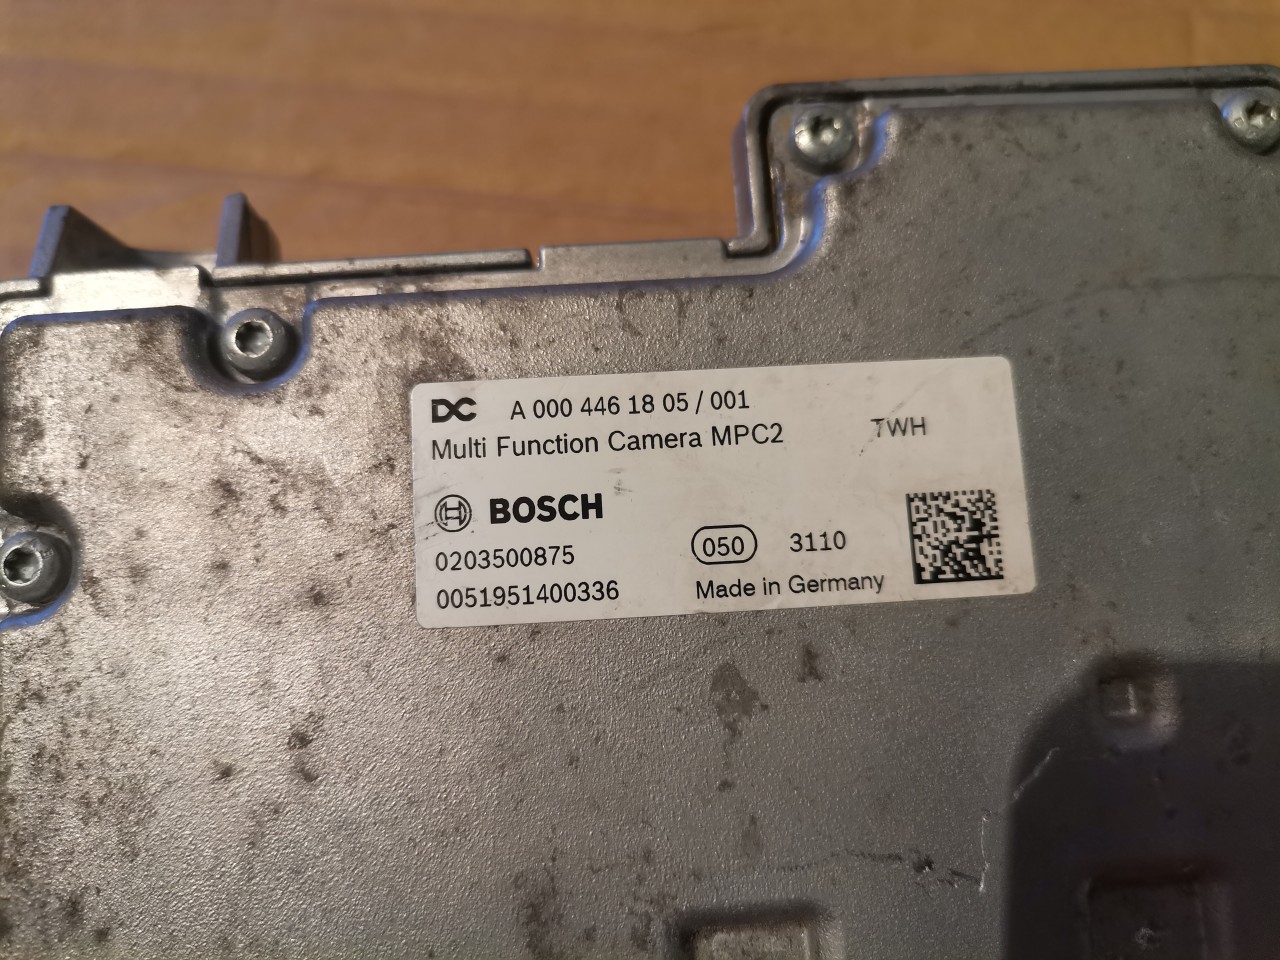 DC A 000 446 18 05 / 001
Multi Function Camera MPC2 TWH
BOSCH
0203500875 050 3110
0051951400336 Made in Germany